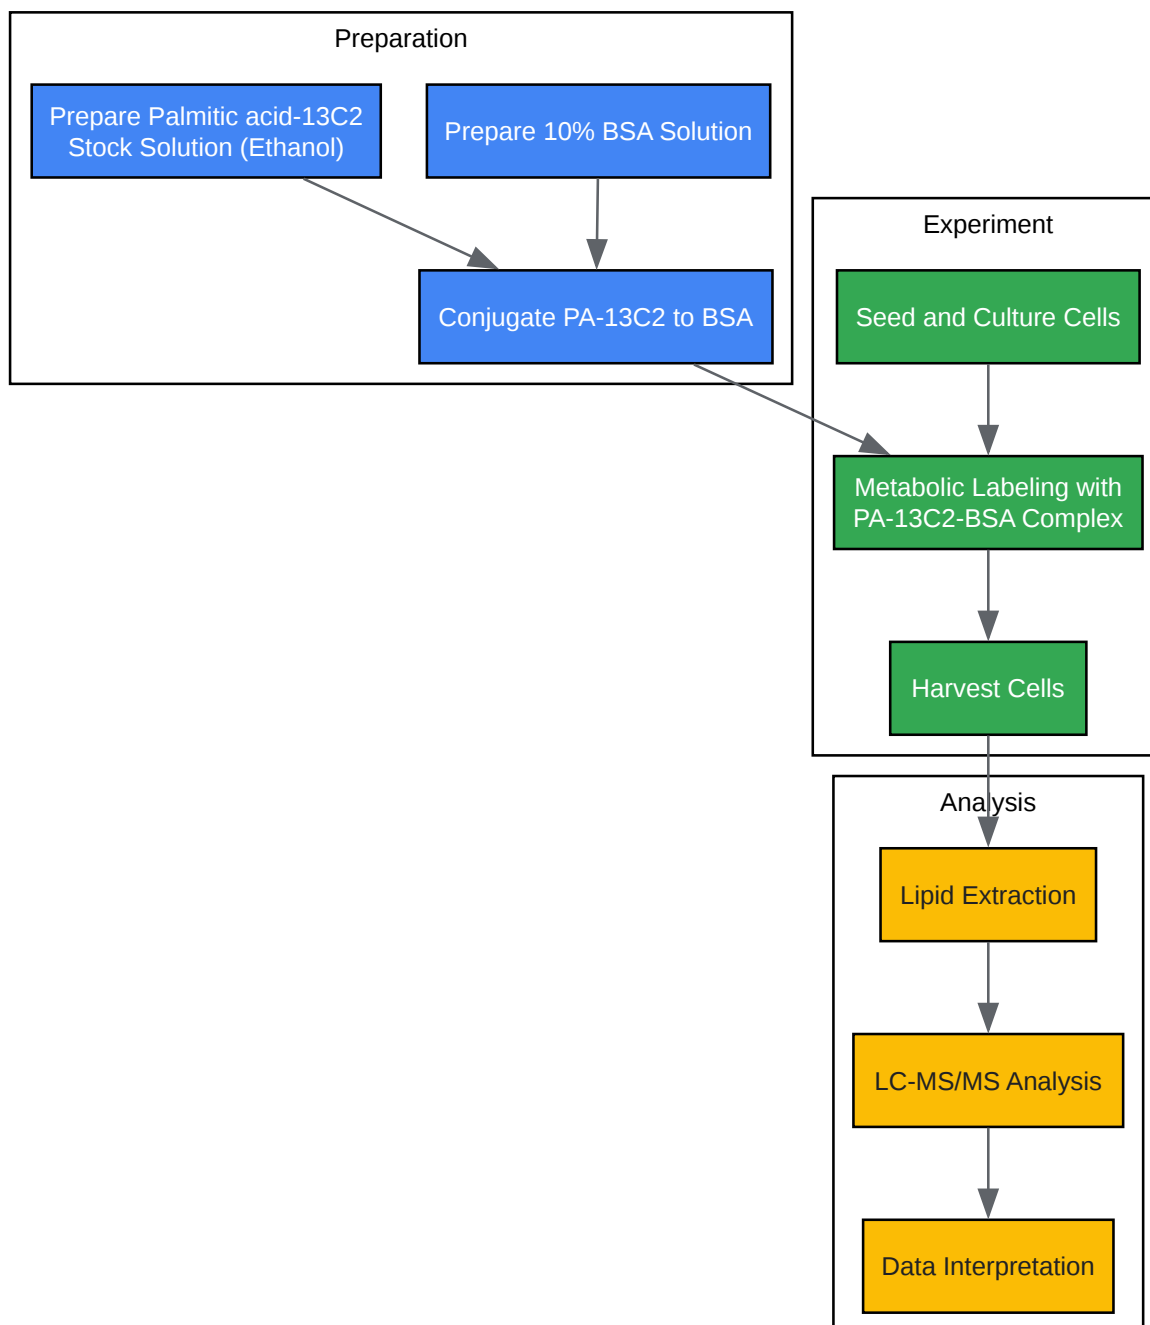 Preparation
Prepare Palmitic acid-13C2
Stock Solution (Ethanol)
Prepare 10% BSA Solution
Conjugate PA-13C2 to BSA
Experiment
Seed and Culture Cells
Metabolic Labeling with
PA-13C2-BSA Complex
Harvest Cells
Analysis
Lipid Extraction
LC-MS/MS Analysis
Data Interpretation